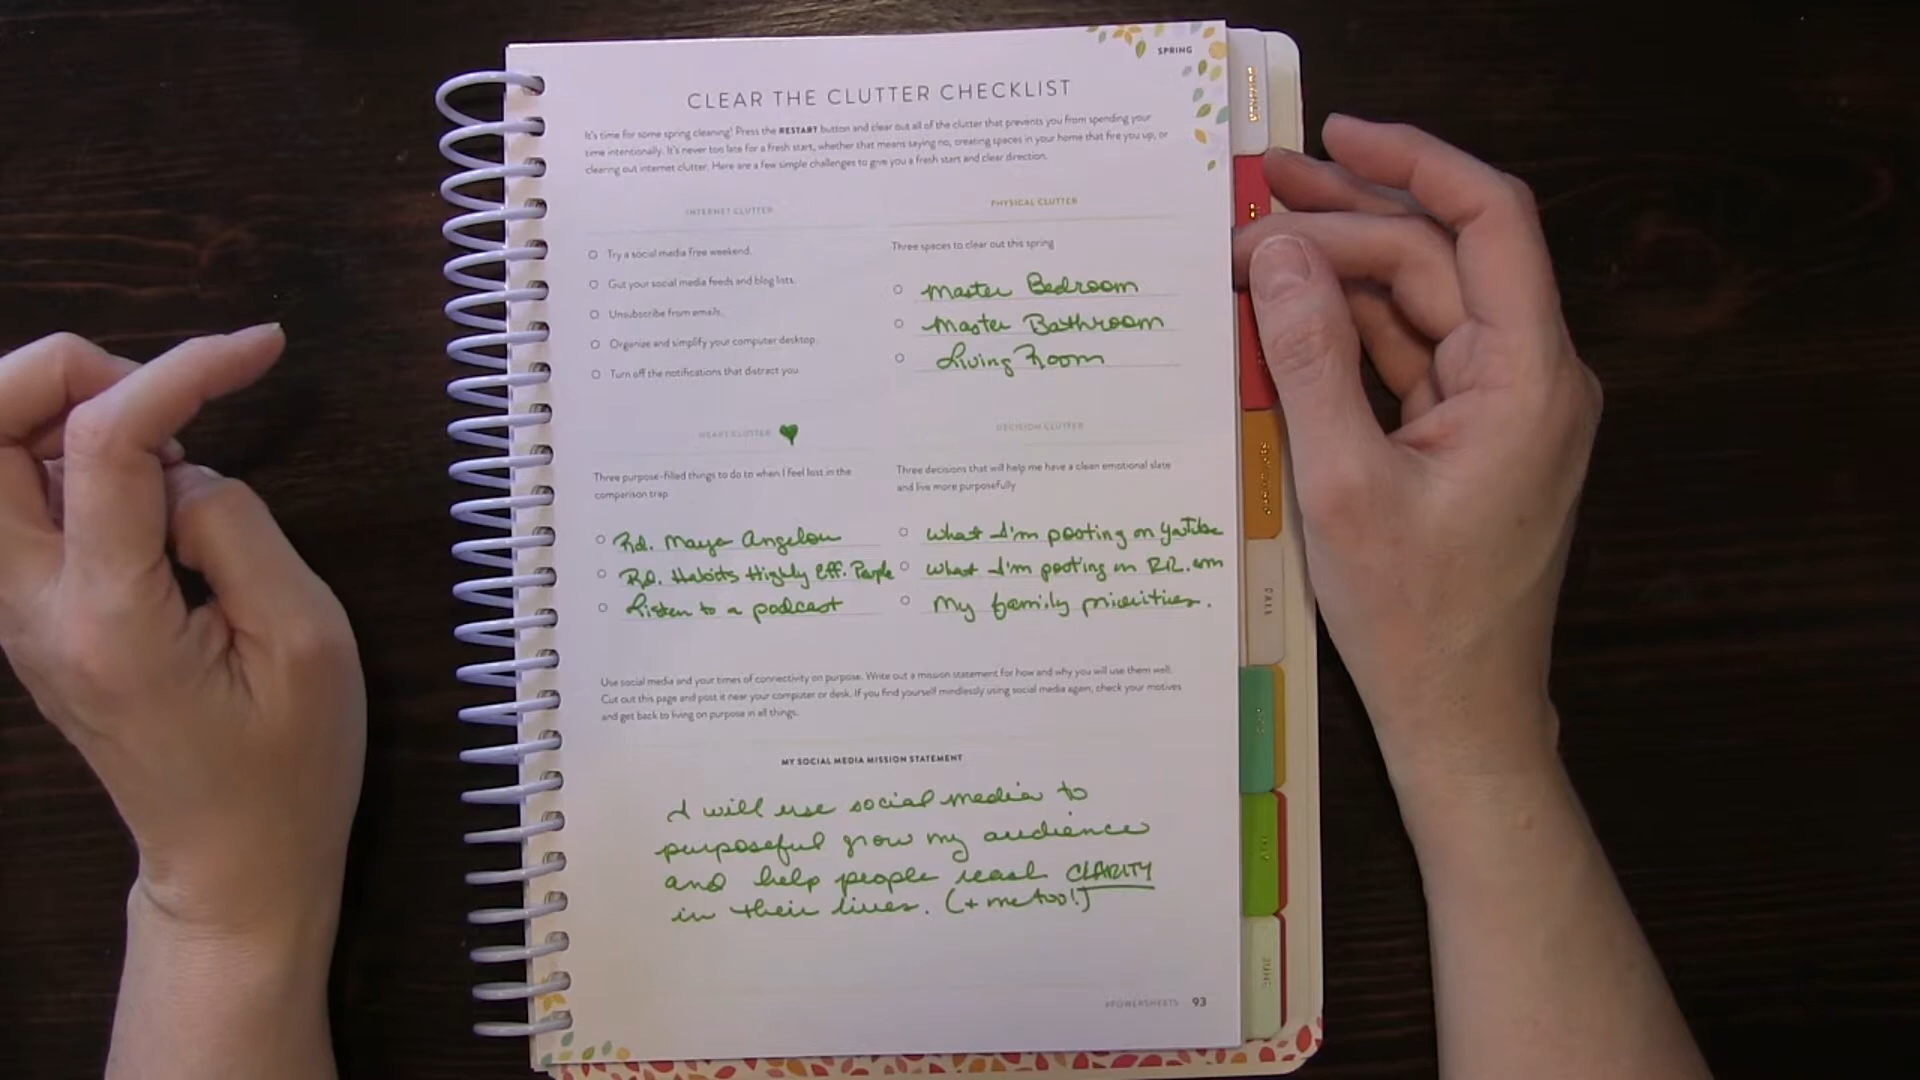 SPRING
CLEAR THE CLUTTER CHECKLIST
It's time for some spring cleaning! Press the RESTART button and clear out all of the clutter that prevents you from spending your
time intentionally. It's never too late for a fresh start, whether that means saying no, creating spaces in your home that fire you up, or
clearing out internet clutter. Here are a few simple challenges to give you a fresh start and clear direction.
INTERNET CLUTTER
Try a social media free weekend.
Gut your social media feeds and blog lists.
Unsubscribe from emails.
Organize and simplify your computer desktop.
Turn off the notifications that distract you.
PHYSICAL CLUTTER
Three spaces to clear out this spring
Master Bedroom
Master Bathroom
Living Room
HEART CLUTTER
Three purpose-filled things to do to when I feel lost in the
comparison trap
Rd. Maya Angelou
Rd. Habits Highly Eff. People
Listen to a podcast
DECISION CLUTTER
Three decisions that will help me have a clean emotional slate
and live more purposefully
what I'm posting on YouTube
what I'm posting on RR.com
My family priorities.
Use social media and your times of connectivity on purpose. Write out a mission statement for how and why you will use them well.
Cut out this page and post it near your computer or desk. If you find yourself mindlessly using social media again, check your motives
and get back to living on purpose in all things.
MY SOCIAL MEDIA MISSION STATEMENT
I will use social media to
purposeful grow my audience
and help people reach CLARITY
in their lives. (+ me too!)
#POWERSHEETS 93
JUNE